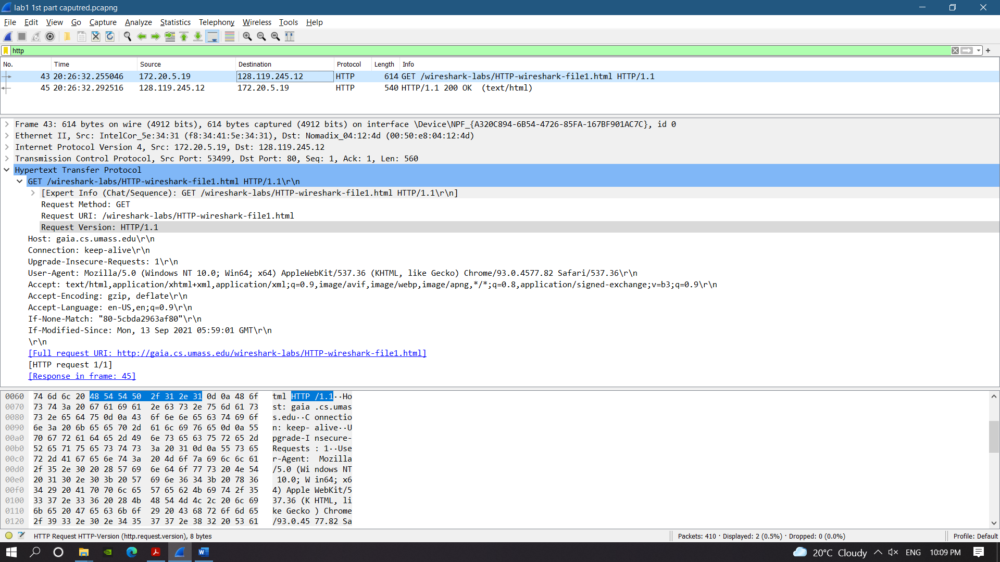 lab1 1st part caputred.pcapng
File Edit View Go Capture Analyze Statistics Telephony Wireless Tools Help
http
No. Time Source Destination Protocol Length Info
43 20:26:32.255046 172.20.5.19 128.119.245.12 HTTP 614 GET /wireshark-labs/HTTP-wireshark-file1.html HTTP/1.1
45 20:26:32.292516 128.119.245.12 172.20.5.19 HTTP 540 HTTP/1.1 200 OK  (text/html)
Frame 43: 614 bytes on wire (4912 bits), 614 bytes captured (4912 bits) on interface \Device\NPF_{A320C894-6B54-4726-85FA-167BF901AC7C}, id 0
Ethernet II, Src: IntelCor_5e:34:31 (f8:34:41:5e:34:31), Dst: Nomadix_04:12:4d (00:50:e8:04:12:4d)
Internet Protocol Version 4, Src: 172.20.5.19, Dst: 128.119.245.12
Transmission Control Protocol, Src Port: 53499, Dst Port: 80, Seq: 1, Ack: 1, Len: 560
Hypertext Transfer Protocol
GET /wireshark-labs/HTTP-wireshark-file1.html HTTP/1.1\r\n
[Expert Info (Chat/Sequence): GET /wireshark-labs/HTTP-wireshark-file1.html HTTP/1.1\r\n]
Request Method: GET
Request URI: /wireshark-labs/HTTP-wireshark-file1.html
Request Version: HTTP/1.1
Host: gaia.cs.umass.edu\r\n
Connection: keep-alive\r\n
Upgrade-Insecure-Requests: 1\r\n
User-Agent: Mozilla/5.0 (Windows NT 10.0; Win64; x64) AppleWebKit/537.36 (KHTML, like Gecko) Chrome/93.0.4577.82 Safari/537.36\r\n
Accept: text/html,application/xhtml+xml,application/xml;q=0.9,image/avif,image/webp,image/apng,*/*;q=0.8,application/signed-exchange;v=b3;q=0.9\r\n
Accept-Encoding: gzip, deflate\r\n
Accept-Language: en-US,en;q=0.9\r\n
If-None-Match: "80-5cbda2963af80"\r\n
If-Modified-Since: Mon, 13 Sep 2021 05:59:01 GMT\r\n
\r\n
[Full request URI: http://gaia.cs.umass.edu/wireshark-labs/HTTP-wireshark-file1.html]
[HTTP request 1/1]
[Response in frame: 45]
0060 74 6d 6c 20 48 54 54 50 2f 31 2e 31 0d 0a 48 6f tml HTTP /1.1··Ho
0070 73 74 3a 20 67 61 69 61 2e 63 73 2e 75 6d 61 73 st: gaia .cs.umas
0080 73 2e 65 64 75 0d 0a 43 6f 6e 6e 65 63 74 69 6f s.edu··C onnectio
0090 6e 3a 20 6b 65 65 70 2d 61 6c 69 76 65 0d 0a 55 n: keep- alive··U
00a0 70 67 72 61 64 65 2d 49 6e 73 65 63 75 72 65 2d pgrade-I nsecure-
00b0 52 65 71 75 65 73 74 73 3a 20 31 0d 0a 55 73 65 Requests : 1··Use
00c0 72 2d 41 67 65 6e 74 3a 20 4d 6f 7a 69 6c 6c 61 r-Agent:  Mozilla
00d0 2f 35 2e 30 20 28 57 69 6e 64 6f 77 73 20 4e 54 /5.0 (Wi ndows NT
00e0 20 31 30 2e 30 3b 20 57 69 6e 36 34 3b 20 78 36 10.0; W in64; x6
00f0 34 29 20 41 70 70 6c 65 57 65 62 4b 69 74 2f 35 4) Apple WebKit/5
0100 33 37 2e 33 36 20 28 4b 48 54 4d 4c 2c 20 6c 69 37.36 (K HTML, li
0110 6b 65 20 47 65 63 6b 6f 29 20 43 68 72 6f 6d 65 ke Gecko ) Chrome
0120 2f 39 33 2e 30 2e 34 35 37 37 2e 38 32 20 53 61 /93.0.45 77.82 Sa
HTTP Request HTTP-Version (http.request.version), 8 bytes Packets: 410 · Displayed: 2 (0.5%) · Dropped: 0 (0.0%) Profile: Default
20°C Cloudy ENG 10:09 PM